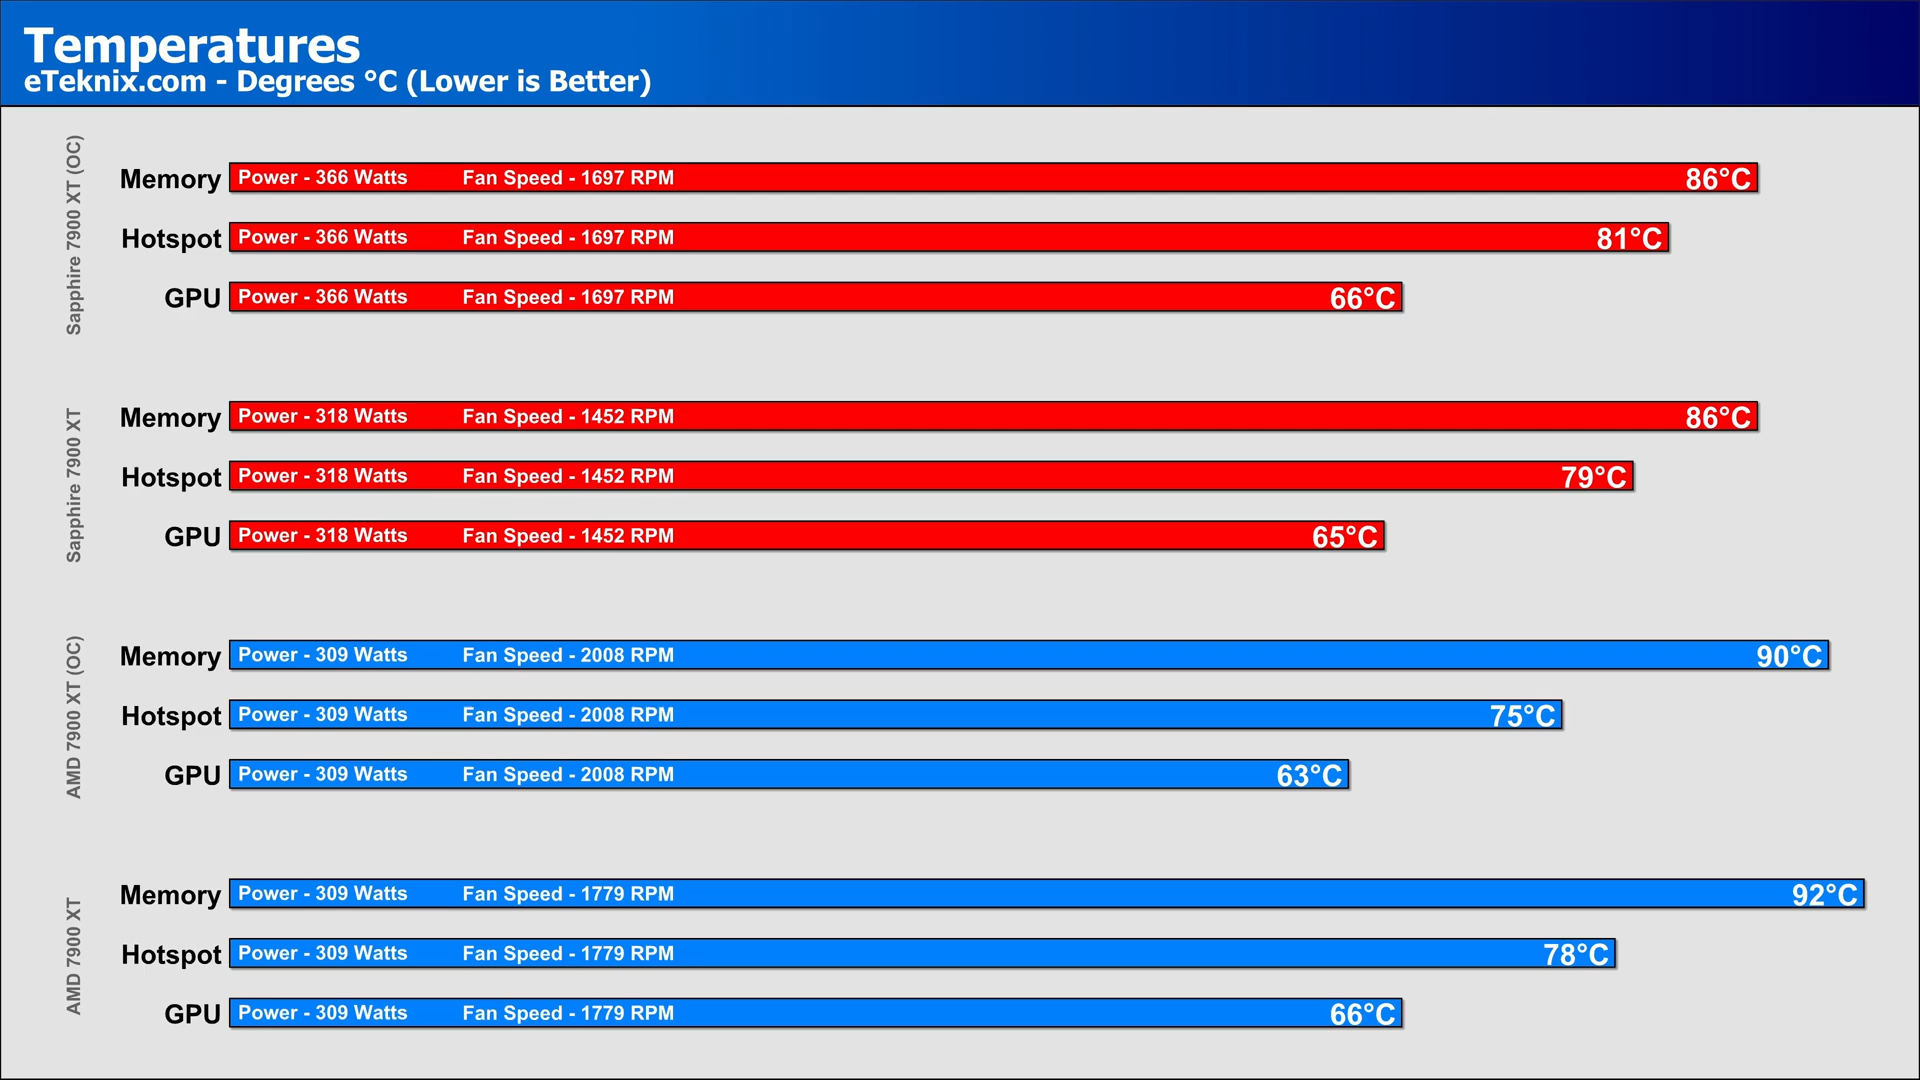 Temperatures
eTeknix.com - Degrees °C (Lower is Better)
Sapphire 7900 XT (OC)
Memory Power - 366 Watts Fan Speed - 1697 RPM 86°C
Hotspot Power - 366 Watts Fan Speed - 1697 RPM 81°C
GPU Power - 366 Watts Fan Speed - 1697 RPM 66°C
Sapphire 7900 XT
Memory Power - 318 Watts Fan Speed - 1452 RPM 86°C
Hotspot Power - 318 Watts Fan Speed - 1452 RPM 79°C
GPU Power - 318 Watts Fan Speed - 1452 RPM 65°C
AMD 7900 XT (OC)
Memory Power - 309 Watts Fan Speed - 2008 RPM 90°C
Hotspot Power - 309 Watts Fan Speed - 2008 RPM 75°C
GPU Power - 309 Watts Fan Speed - 2008 RPM 63°C
AMD 7900 XT
Memory Power - 309 Watts Fan Speed - 1779 RPM 92°C
Hotspot Power - 309 Watts Fan Speed - 1779 RPM 78°C
GPU Power - 309 Watts Fan Speed - 1779 RPM 66°C